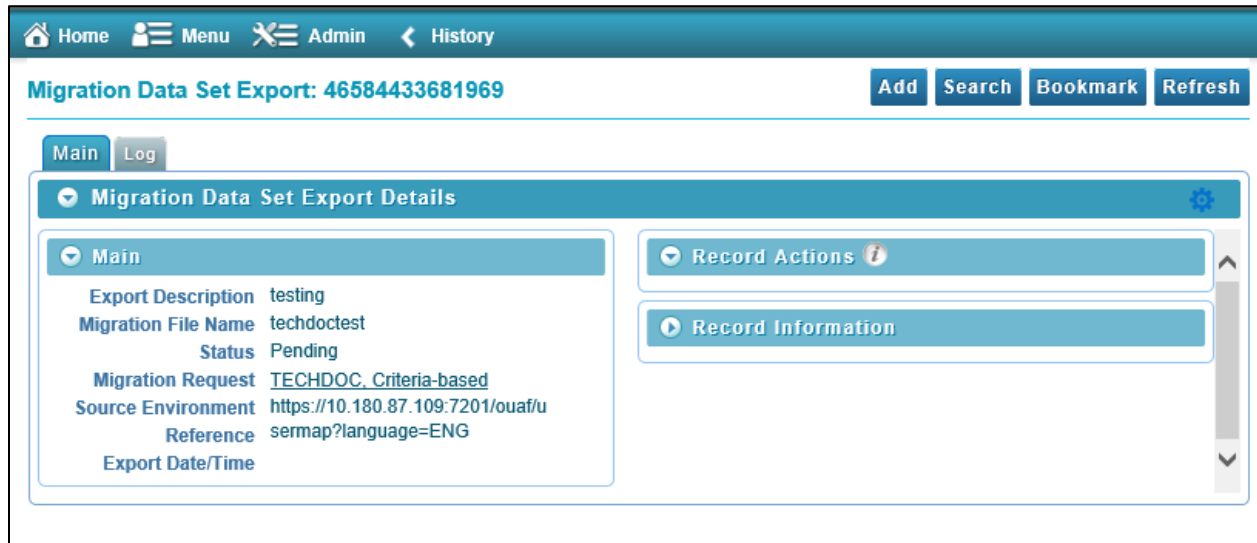 Home Menu Admin History
Migration Data Set Export: 46584433681969
Add Search Bookmark Refresh
Main Log
Migration Data Set Export Details
Main
Export Description testing
Migration File Name techdoctest
Status Pending
Migration Request TECHDOC, Criteria-based
Source Environment https://10.180.87.109:7201/ouaf/u
Reference sermap?language=ENG
Export Date/Time
Record Actions i
Record Information